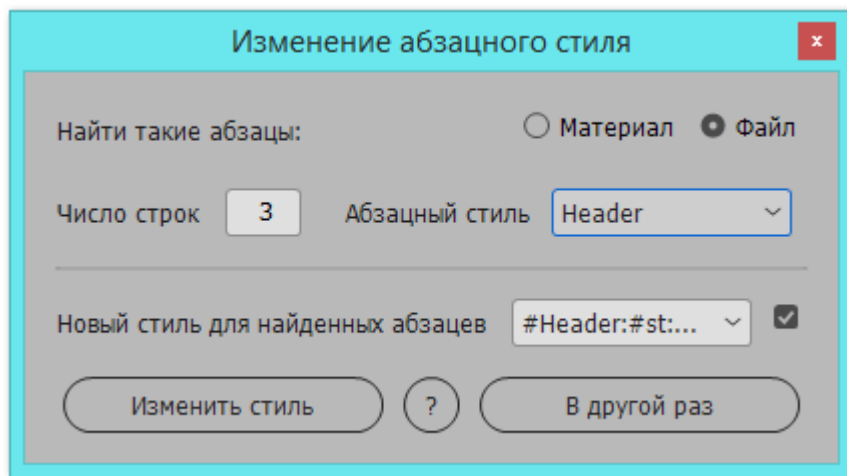 Изменение абзацного стиля
x
Найти такие абзацы: Материал Файл
Число строк 3 Абзацный стиль Header
Новый стиль для найденных абзацев #Header:#st:...
Изменить стиль ? В другой раз